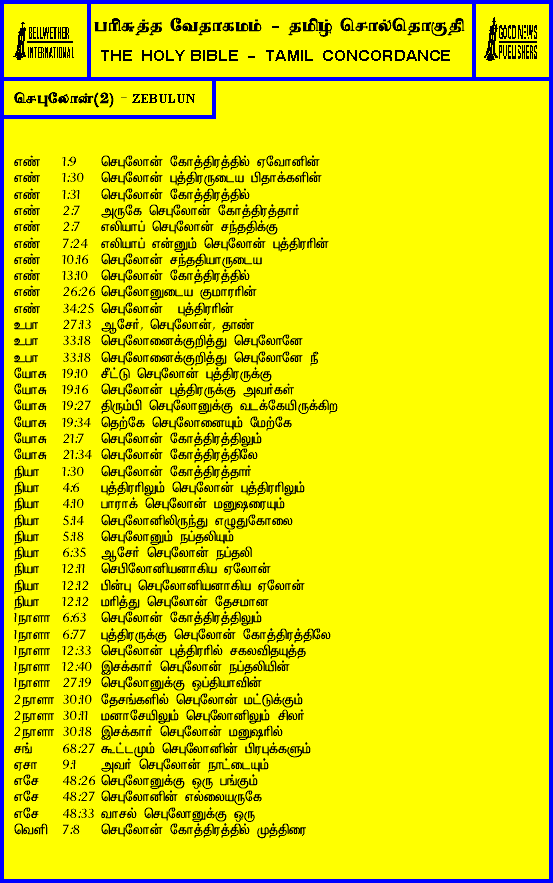 BELLWETHER
INTERNATIONAL
பரிசுத்த வேதாகமம் - தமிழ் சொல்தொகுதி
THE HOLY BIBLE - TAMIL CONCORDANCE
GOOD NEWS
PUBLISHERS
செபுலோன்(2) - ZEBULUN
எண் 1:9 செபுலோன் கோத்திரத்தில் ஏலோனின்
எண் 1:30 செபுலோன் புத்திரருடைய பிதாக்களின்
எண் 1:31 செபுலோன் கோத்திரத்தில்
எண் 2:7 அருகே செபுலோன் கோத்திரத்தார்
எண் 2:7 எலியாப் செபுலோன் சந்ததிக்கு
எண் 7:24 எலியாப் என்னும் செபுலோன் புத்திரரின்
எண் 10:16 செபுலோன் சந்ததியாருடைய
எண் 13:10 செபுலோன் கோத்திரத்தில்
எண் 26:26 செபுலோனுடைய குமாரரின்
எண் 34:25 செபுலோன் புத்திரரின்
உபா 27:13 ஆசேர், செபுலோன், தாண்
உபா 33:18 செபுலோனைக்குறித்து செபுலோனே
உபா 33:18 செபுலோனைக்குறித்து செபுலோனே நீ
யோசு 19:10 சீட்டு செபுலோன் புத்திரருக்கு
யோசு 19:16 செபுலோன் புத்திரருக்கு அவர்கள்
யோசு 19:27 திரும்பி செபுலோனுக்கு வடக்கேயிருக்கிற
யோசு 19:34 தெற்கே செபுலோனையும் மேற்கே
யோசு 21:7 செபுலோன் கோத்திரத்திலும்
யோசு 21:34 செபுலோன் கோத்திரத்திலே
நியா 1:30 செபுலோன் கோத்திரத்தார்
நியா 4:6 புத்திரரிலும் செபுலோன் புத்திரரிலும்
நியா 4:10 பாராக் செபுலோன் மனுஷரையும்
நியா 5:14 செபுலோனிலிருந்து எழுதுகோலை
நியா 5:18 செபுலோனும் நப்தலியும்
நியா 6:35 ஆசேர் செபுலோன் நப்தலி
நியா 12:11 செபிலோனியனாகிய ஏலோன்
நியா 12:12 பின்பு செபுலோனியனாகிய ஏலோன்
நியா 12:12 மரித்து செபுலோன் தேசமான
1நாளா 6:63 செபுலோன் கோத்திரத்திலும்
1நாளா 6:77 புத்திரருக்கு செபுலோன் கோத்திரத்திலே
1நாளா 12:33 செபுலோன் புத்திரரில் சகலவிதயுத்த
1நாளா 12:40 இசக்கார் செபுலோன் நப்தலியின்
1நாளா 27:19 செபுலோனுக்கு ஒப்தியாவின்
2நாளா 30:10 தேசங்களில் செபுலோன் மட்டுக்கும்
2நாளா 30:11 மனாசேயிலும் செபுலோனிலும் சிலர்
2நாளா 30:18 இசக்கார் செபுலோன் மனுஷரில்
சங் 68:27 கூட்டமும் செபுலோனின் பிரபுக்களும்
ஏசா 9:1 அவர் செபுலோன் நாட்டையும்
எசே 48:26 செபுலோனுக்கு ஒரு பங்கும்
எசே 48:27 செபுலோனின் எல்லையருகே
எசே 48:33 வாசல் செபுலோனுக்கு ஒரு
வெளி 7:8 செபுலோன் கோத்திரத்தில் முத்திரை